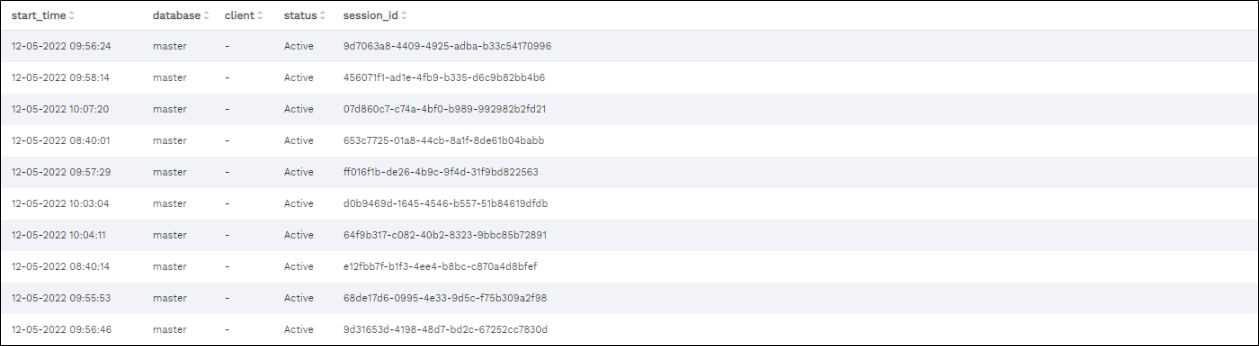 start_time database client status session_id
12-05-2022 09:56:24 master - Active 9d7063a8-4409-4925-adba-b33c54170996
12-05-2022 09:58:14 master - Active 456071f1-ad1e-4fb9-b335-d6c9b82bb4b6
12-05-2022 10:07:20 master - Active 07d860c7-c74a-4bf0-b989-992982b2fd21
12-05-2022 08:40:01 master - Active 653c7725-01a8-44cb-8a1f-8de61b04babb
12-05-2022 09:57:29 master - Active ff016f1b-de26-4b9c-9f4d-31f9bd822563
12-05-2022 10:03:04 master - Active d0b9469d-1645-4546-b557-51b84619dfdb
12-05-2022 10:04:11 master - Active 64f9b317-c082-40b2-8323-9bbc85b72891
12-05-2022 08:40:14 master - Active e12fbb7f-b1f3-4ee4-b8bc-c870a4d8bfef
12-05-2022 09:55:53 master - Active 68de17d6-0995-4e33-9d5c-f75b309a2f98
12-05-2022 09:56:46 master - Active 9d31653d-4198-48d7-bd2c-67252cc7830d